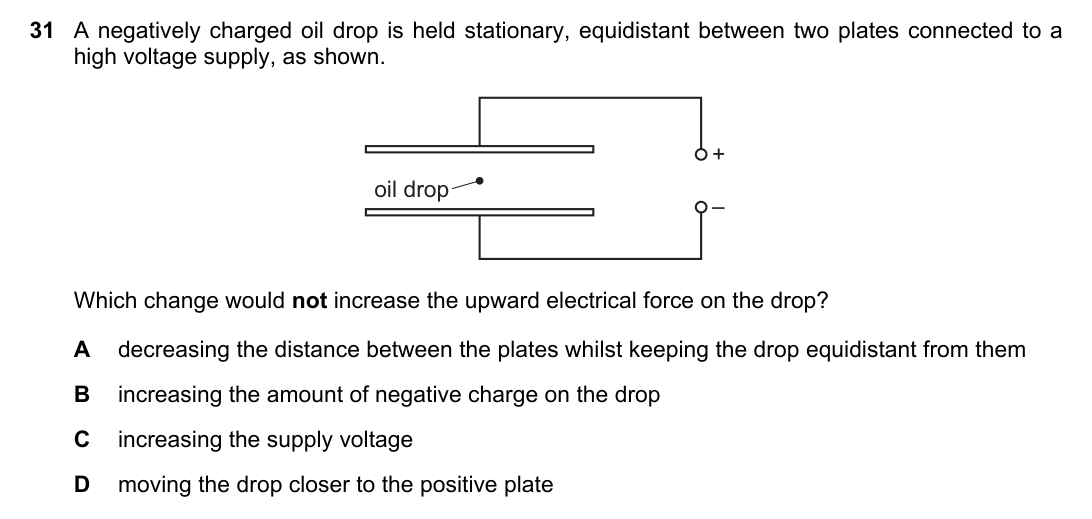 31 A negatively charged oil drop is held stationary, equidistant between two plates connected to a
high voltage supply, as shown.
+
oil drop
–
Which change would not increase the upward electrical force on the drop?
A decreasing the distance between the plates whilst keeping the drop equidistant from them
B increasing the amount of negative charge on the drop
C increasing the supply voltage
D moving the drop closer to the positive plate